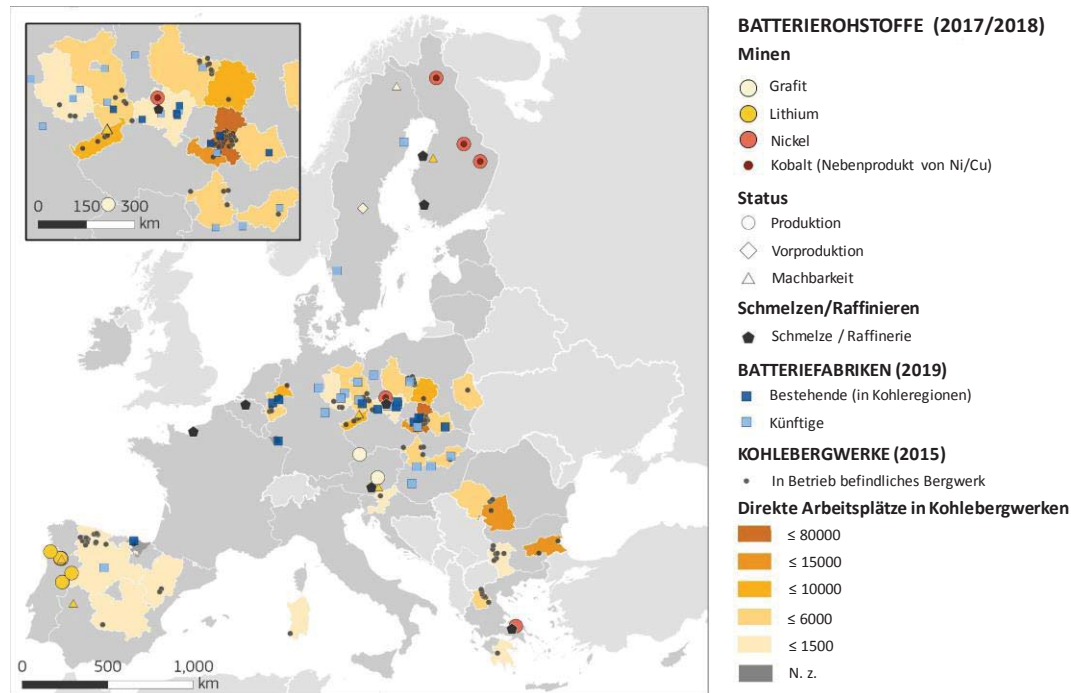 0 150 300
km
0 500 1,000
km
BATTERIEROHSTOFFE (2017/2018)
Minen
Grafit
Lithium
Nickel
Kobalt (Nebenprodukt von Ni/Cu)
Status
Produktion
Vorproduktion
Machbarkeit
Schmelzen/Raffinieren
Schmelze / Raffinerie
BATTERIEFABRIKEN (2019)
Bestehende (in Kohleregionen)
Künftige
KOHLEBERGWERKE (2015)
In Betrieb befindliches Bergwerk
Direkte Arbeitsplätze in Kohlebergwerken
≤ 80000
≤ 15000
≤ 10000
≤ 6000
≤ 1500
N. z.